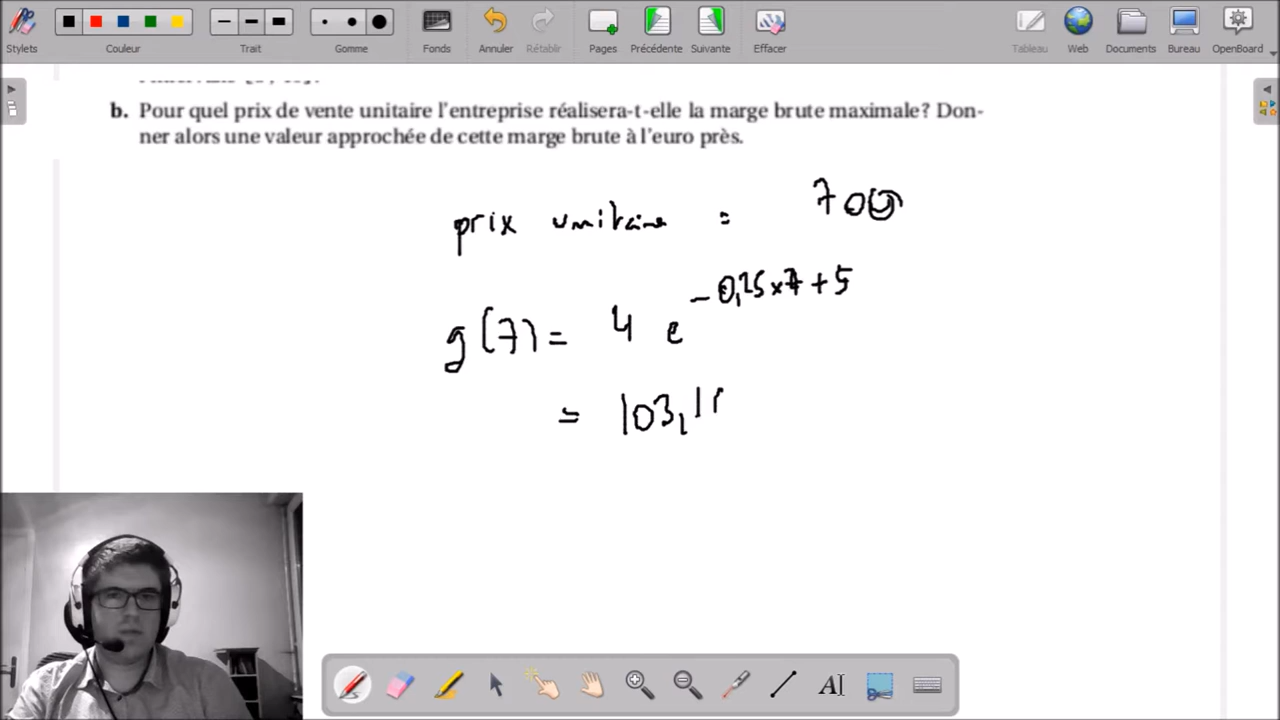 Stylets Couleur Trait Gomme Fonds Annuler Rétablir Pages Précédente Suivante Effacer Tableau Web Documents Bureau OpenBoard
b. Pour quel prix de vente unitaire l'entreprise réalisera-t-elle la marge brute maximale? Don-
ner alors une valeur approchée de cette marge brute à l'euro près.
prix unitaire = 700
g(7) = 4 e^{-0,25×7+5}
= 103,11
AI